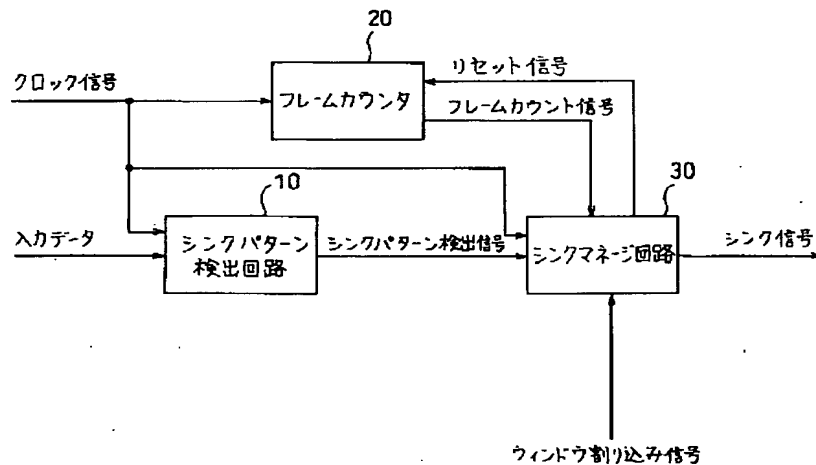 20
クロック信号
リセット信号
フレームカウンタ
フレームカウント信号
10
30
入力データ
シンクパターン
検出回路
シンクパターン検出信号
シンクマネージ回路
シンク信号
ウィンドウ割り込み信号